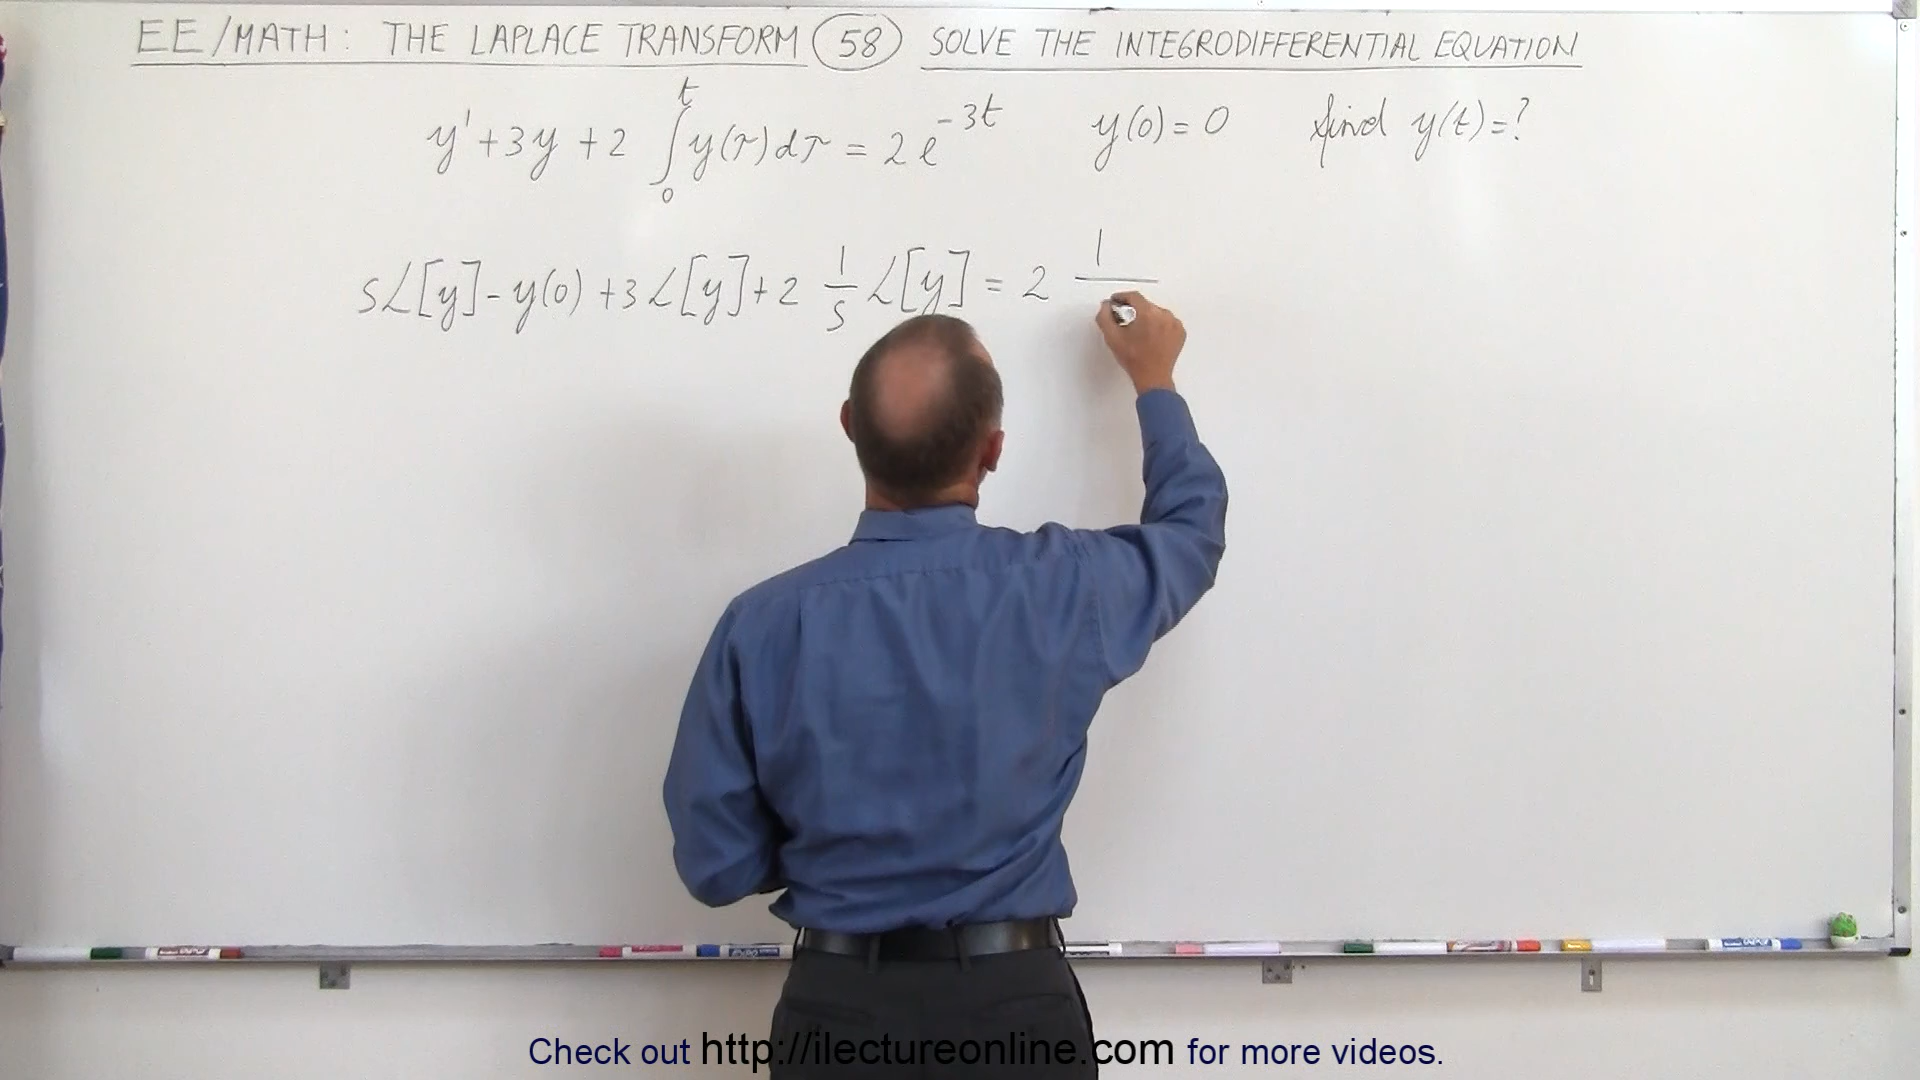 EE/MATH: THE LAPLACE TRANSFORM 58 SOLVE THE INTEGRODIFFERENTIAL EQUATION
y' + 3y + 2 ∫₀ᵗ y(τ)dτ = 2e^{-3t} y(0) = 0 find y(t) = ?
sL[y] - y(0) + 3L[y] + 2 1/s L[y] = 2 1/
Check out http://ilectureonline.com for more videos.